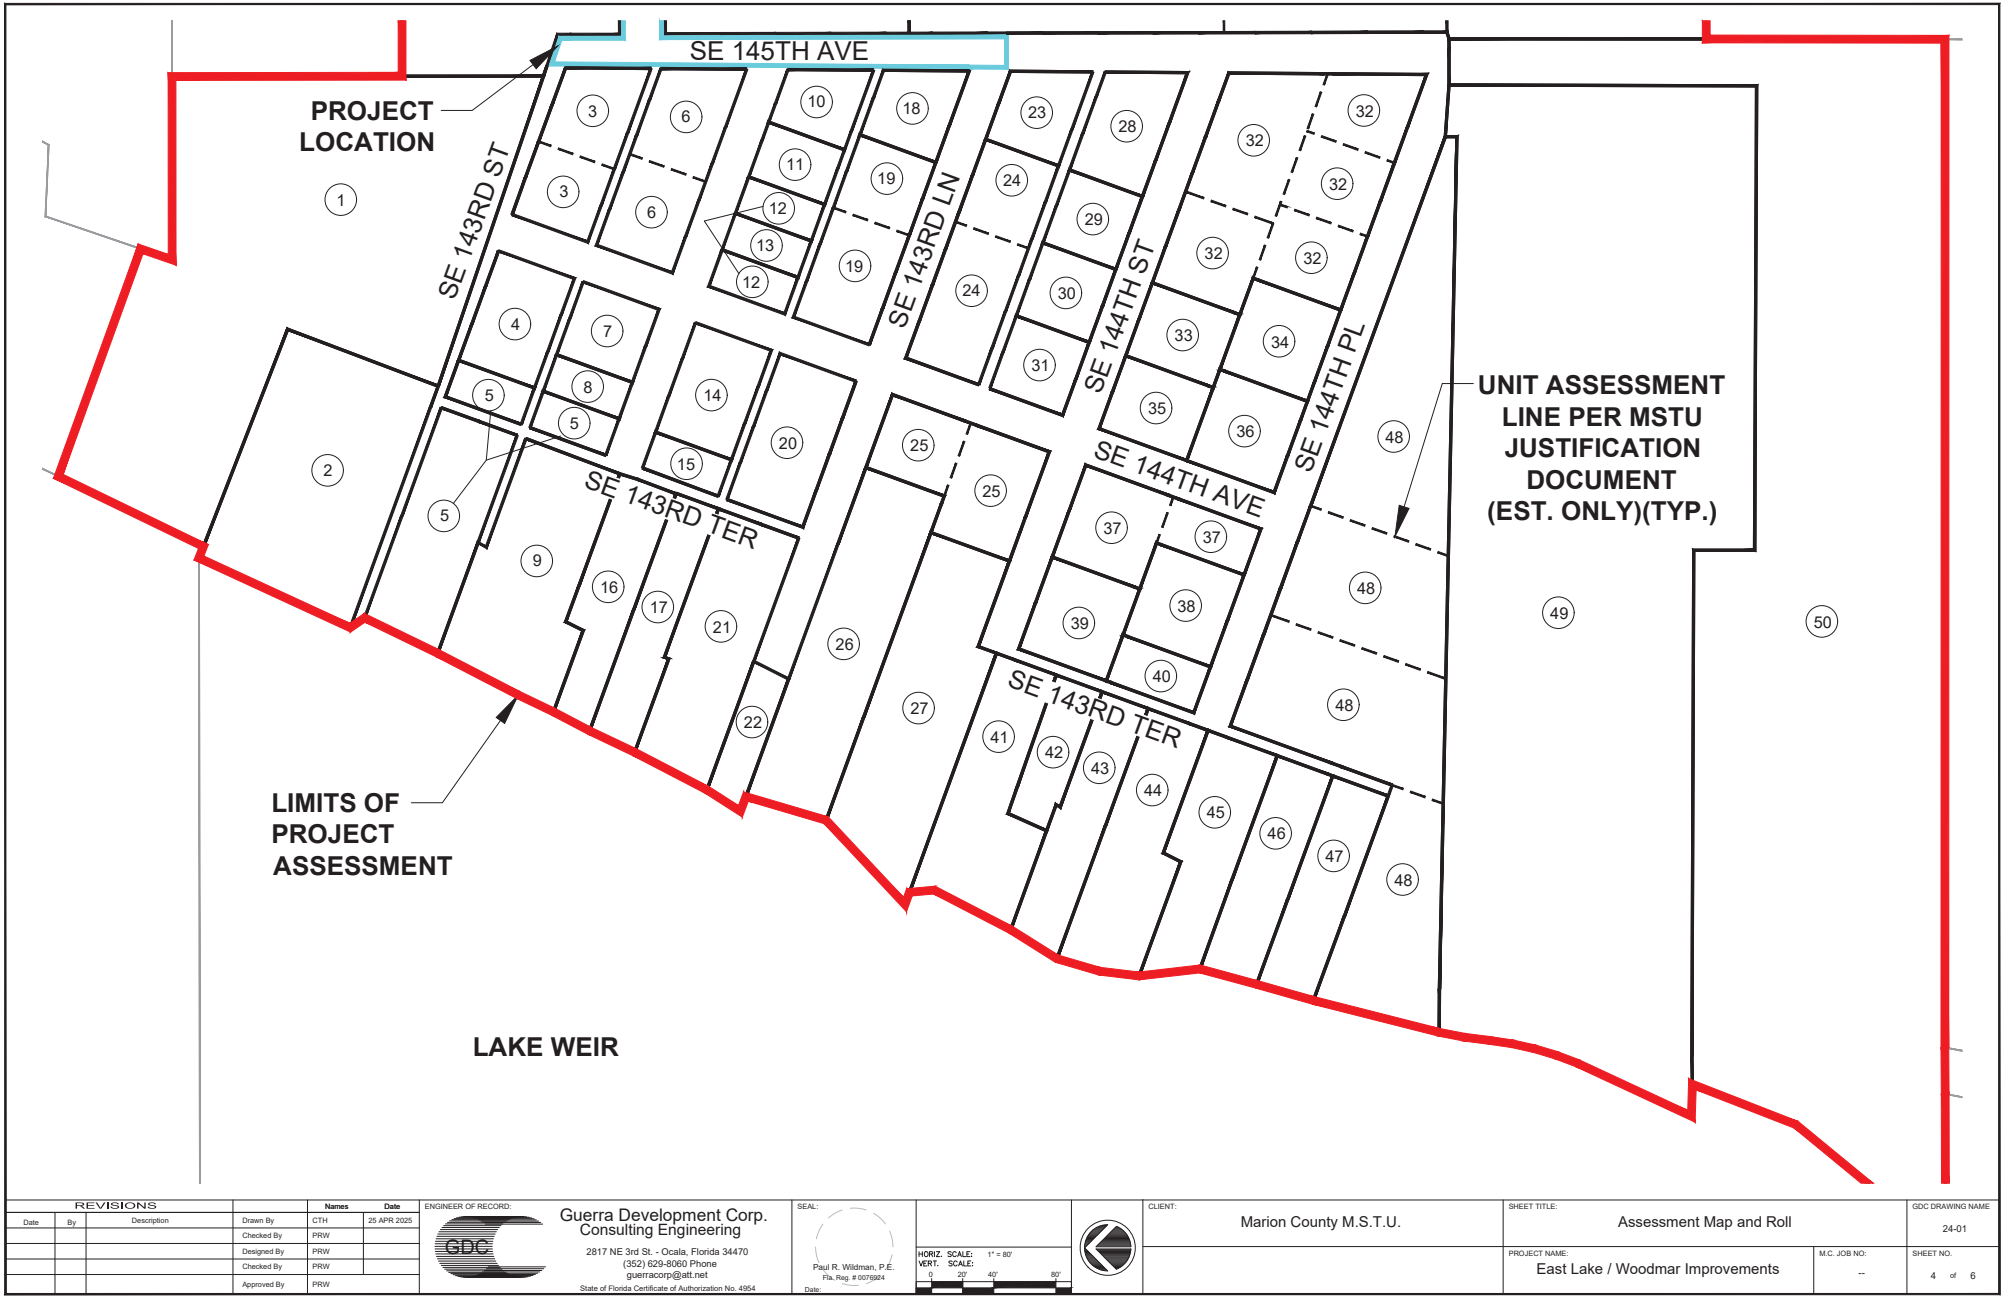 SE 145TH AVE
PROJECT
LOCATION
SE 143RD ST
SE 143RD LN
SE 144TH ST
SE 144TH PL
SE 144TH AVE
SE 143RD TER
SE 143RD TER
UNIT ASSESSMENT
LINE PER MSTU
JUSTIFICATION
DOCUMENT
(EST. ONLY)(TYP.)
LIMITS OF
PROJECT
ASSESSMENT
LAKE WEIR
1
2
3
3
4
5
5
5
6
6
7
8
9
10
11
12
13
12
14
15
16
17
18
19
19
20
21
22
23
24
24
25
25
26
27
28
29
30
31
32
32
32
32
32
33
34
35
36
37
37
38
39
40
41
42
43
44
45
46
47
48
48
48
48
49
50
REVISIONS
Date By Description
Names Date
Drawn By CTH 25 APR 2025
Checked By PRW
Designed By PRW
Checked By PRW
Approved By PRW
ENGINEER OF RECORD:
GDC
Guerra Development Corp.
Consulting Engineering
2817 NE 3rd St. - Ocala, Florida 34470
(352) 629-8060 Phone
guerracorp@att.net
State of Florida Certificate of Authorization No. 4954
SEAL:
Paul R. Wildman, P.E.
Fla. Reg. # 0076924
Date:
HORIZ. SCALE: 1" = 80'
VERT. SCALE:
0 20' 40' 80'
CLIENT:
Marion County M.S.T.U.
SHEET TITLE:
Assessment Map and Roll
PROJECT NAME:
East Lake / Woodmar Improvements
M.C. JOB NO:
--
GDC DRAWING NAME
24-01
SHEET NO.
4 of 6